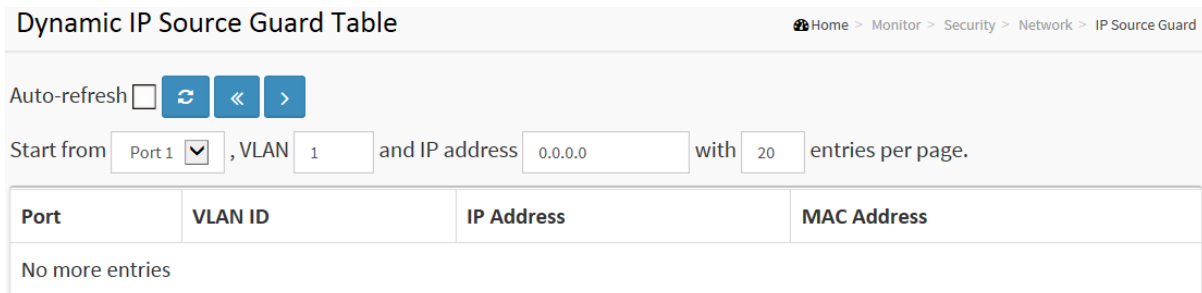 Dynamic IP Source Guard Table
Home > Monitor > Security > Network > IP Source Guard
Auto-refresh
Start from Port 1 , VLAN 1 and IP address 0.0.0.0 with 20 entries per page.
Port VLAN ID IP Address MAC Address
No more entries